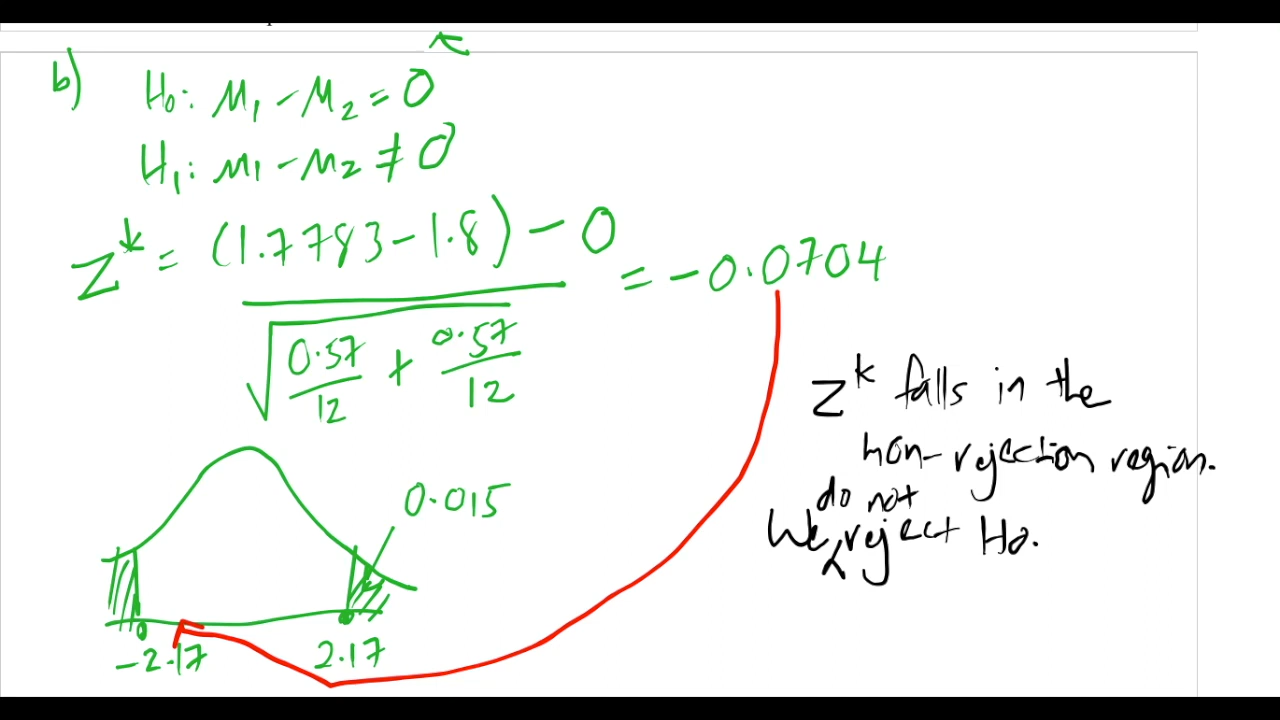 b) H₀: μ₁ - μ₂ = 0
H₁: μ₁ - μ₂ ≠ 0
Z* = (1.7783 - 1.8) - 0 / √(0.57/12 + 0.57/12) = -0.0704
Z* falls in the
non-rejection region.
We do not reject H₀.
0.015
-2.17 2.17